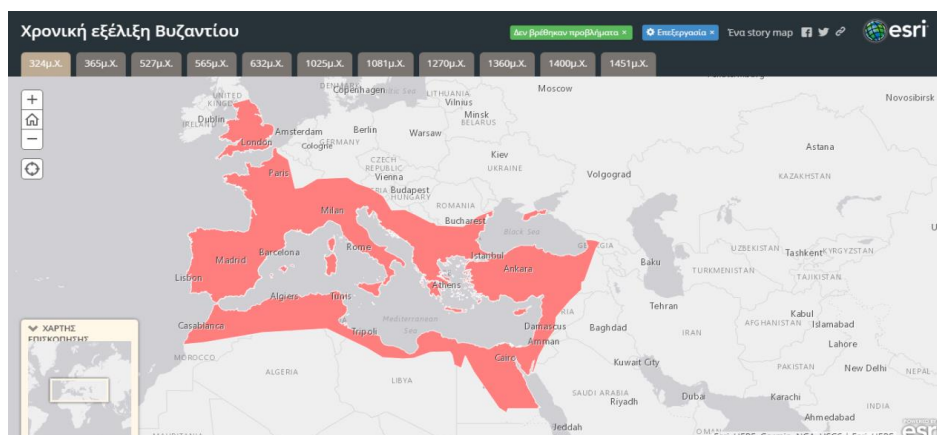 Χρονική εξέλιξη Βυζαντίου
Δεν βρέθηκαν προβλήματα ×
Επεξεργασία ×
Ένα story map
esri
324μ.Χ. 365μ.Χ. 527μ.Χ. 565μ.Χ. 632μ.Χ. 1025μ.Χ. 1081μ.Χ. 1270μ.Χ. 1360μ.Χ. 1400μ.Χ. 1451μ.Χ.
Copenhagen
LITHUANIA
Moscow
Novosibirsk
UNITED
Vilnius
Dublin
Minsk
BELARUS
Amsterdam
Berlin
Warsaw
London
Cologne
GERMANY
Astana
CZECH
REPUBLIC
Kiev
UKRAINE
Paris
Vienna
Volgograd
KAZAKHSTAN
Budapest
HUNGARY
ROMANIA
Milan
Bucharest
Black Sea
Barcelona
Rome
Istanbul
UZBEKISTAN
Tashkent
KYRGYZSTAN
Madrid
Ankara
Baku
TURKMENISTAN
TAJIKISTAN
Lisbon
Athens
Algiers
Tunis
Tehran
Mediterranean
Sea
Kabul
Casablanca
Tripoli
Damascus
Baghdad
IRAN
AFGHANISTAN
Islamabad
Amman
Lahore
MOROCCO
Cairo
Kuwait City
ALGERIA
LIBYA
PAKISTAN
New Delhi
NEPAL
SAUDI ARABIA
Riyadh
Dubai
Karachi
INDIA
Ahmedabad
Jeddah
OMAN
ΧΑΡΤΗΣ
ΕΠΙΣΚΟΠΗΣΗΣ
esri